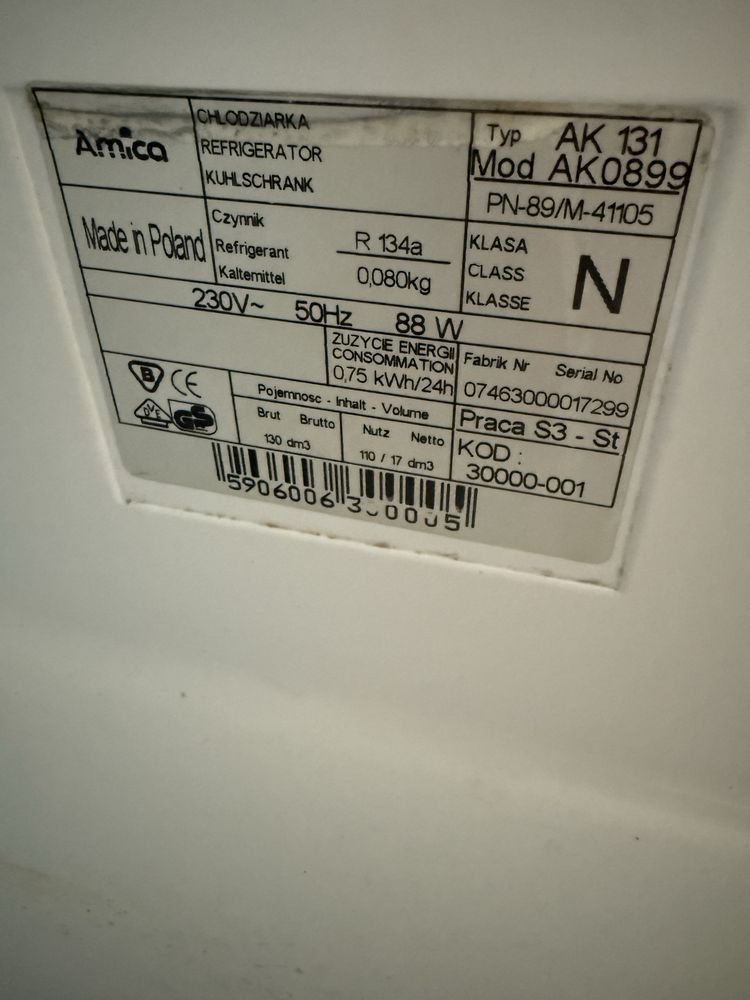 Amica
CHLODZIARKA
REFRIGERATOR
KUHLSCHRANK
Typ AK 131
Mod AK0899
PN-89/M-41105
Made in Poland
Czynnik
Refrigerant
Kaltemittel
R 134a
0,080kg
KLASA
CLASS
KLASSE
N
230V~ 50Hz 88 W
ZUZYCIE ENERGII
CONSOMMATION
0,75 kWh/24h
Fabrik Nr Serial No
07463000017299
B CE
DVE GS
Pojemnosc - Inhalt - Volume
Brut Brutto
130 dm3
Nutz Netto
110 / 17 dm3
Praca S3 - St
KOD :
30000-001
5906006